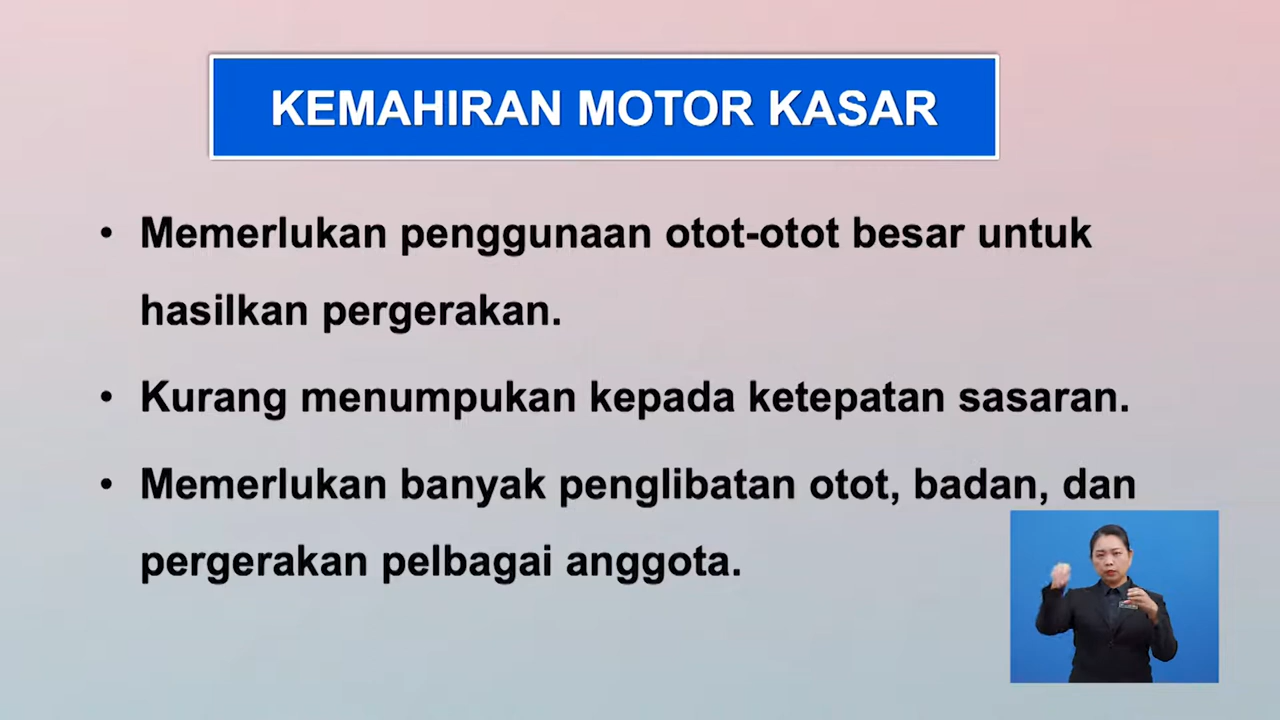 KEMAHIRAN MOTOR KASAR
• Memerlukan penggunaan otot-otot besar untuk
hasilkan pergerakan.
• Kurang menumpukan kepada ketepatan sasaran.
• Memerlukan banyak penglibatan otot, badan, dan
pergerakan pelbagai anggota.